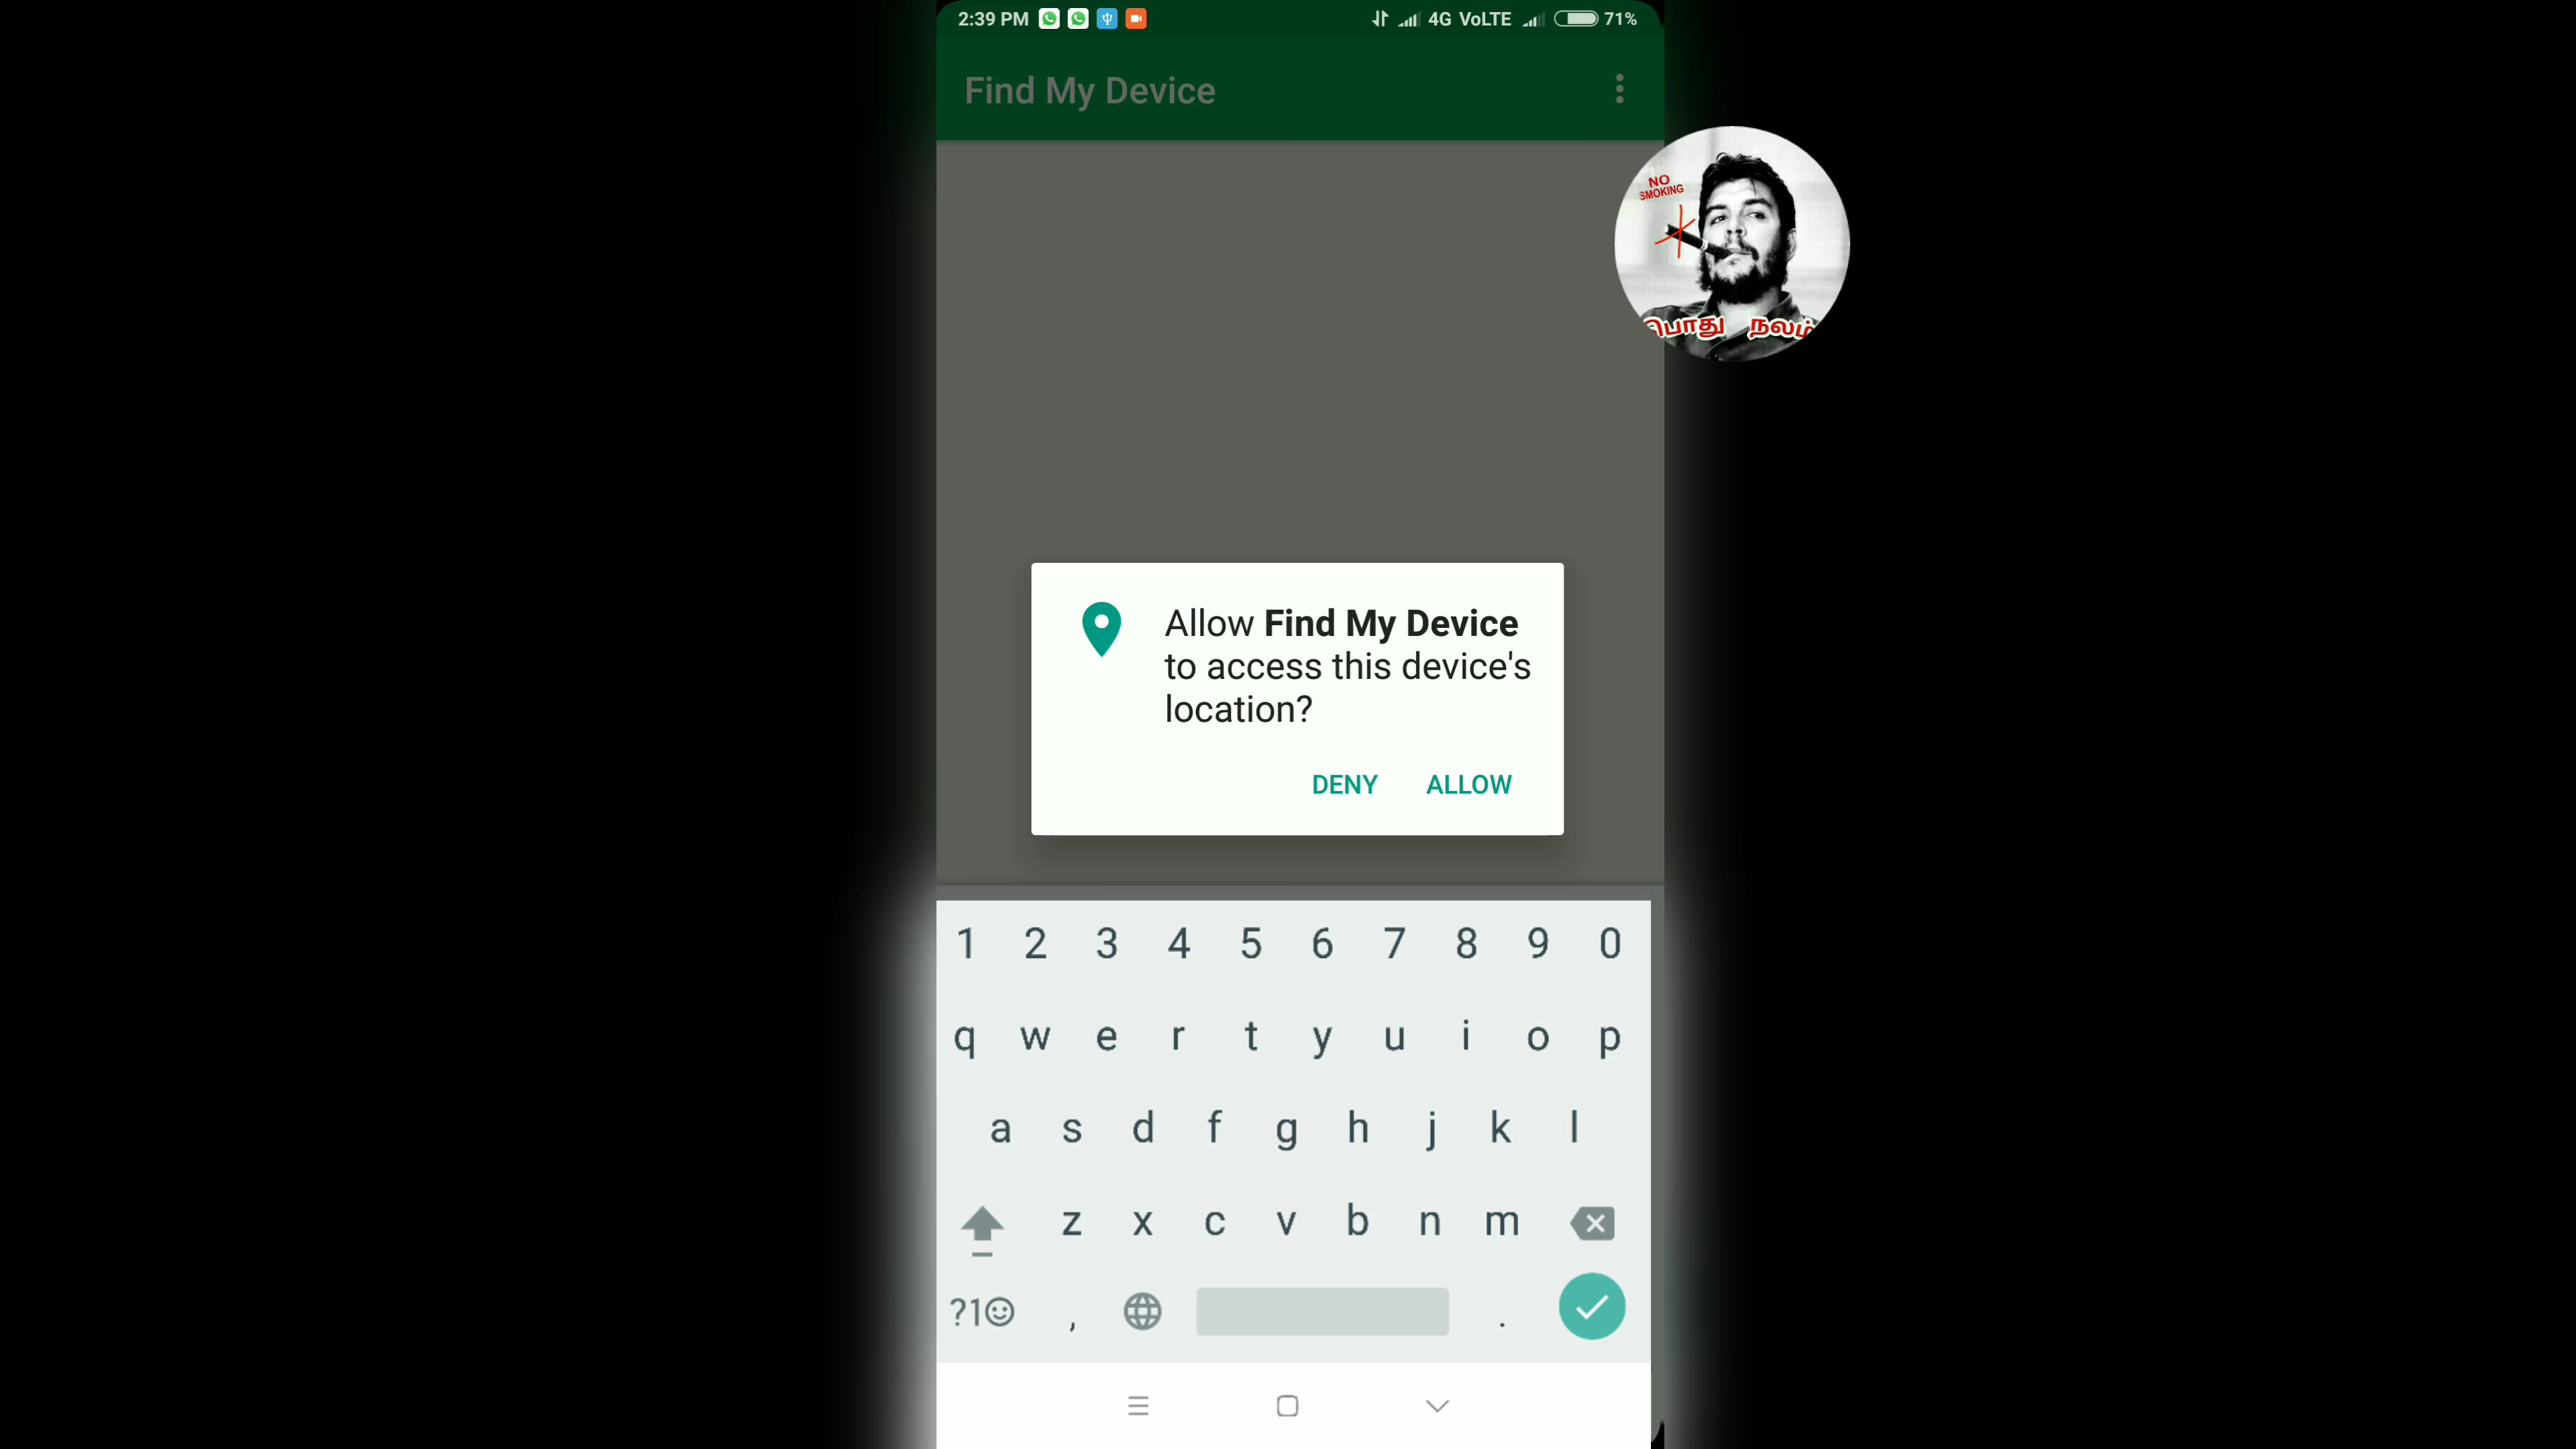 2:39 PM 4G VoLTE 71%
Find My Device
NO
SMOKING
பொது நலம்
Allow Find My Device
to access this device's
location?
DENY ALLOW
1 2 3 4 5 6 7 8 9 0
q w e r t y u i o p
a s d f g h j k l
z x c v b n m
?1☺ , .